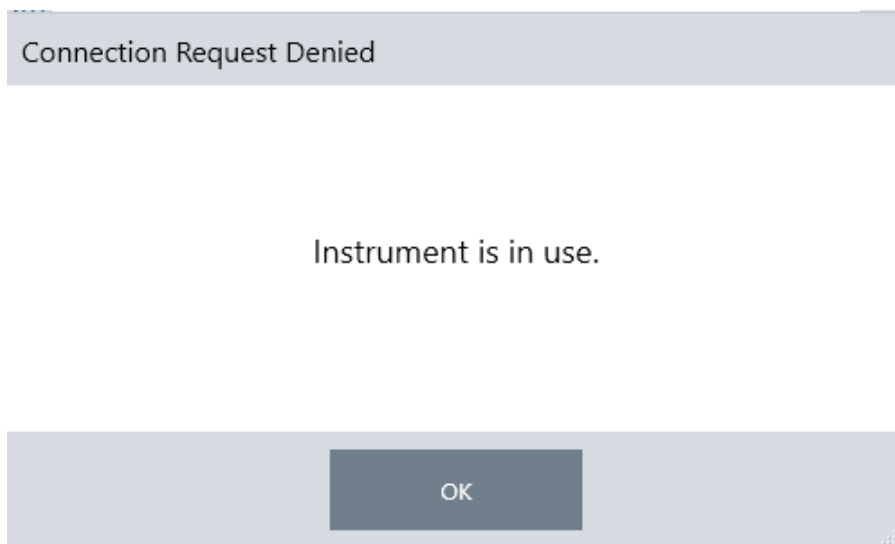 Connection Request Denied
Instrument is in use.
OK